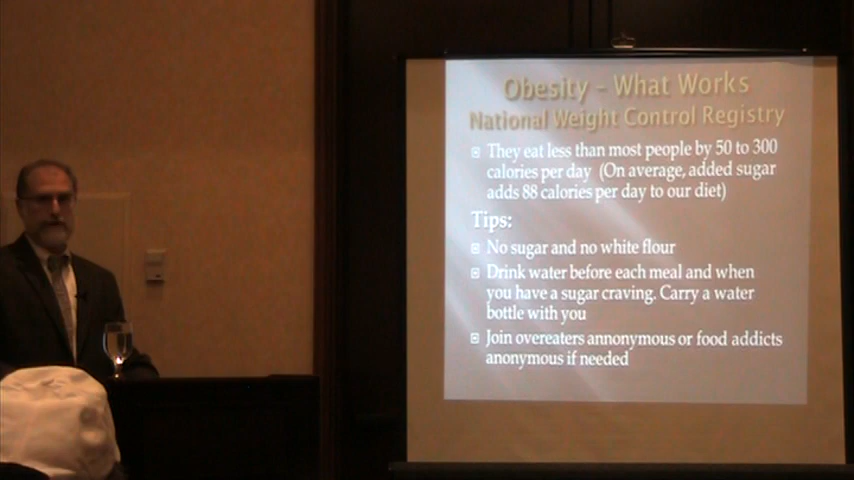 Obesity - What Works
National Weight Control Registry
They eat less than most people by 50 to 300
calories per day (On average, added sugar
adds 88 calories per day to our diet)
Tips:
No sugar and no white flour
Drink water before each meal and when
you have a sugar craving. Carry a water
bottle with you
Join overeaters annonymous or food addicts
anonymous if needed